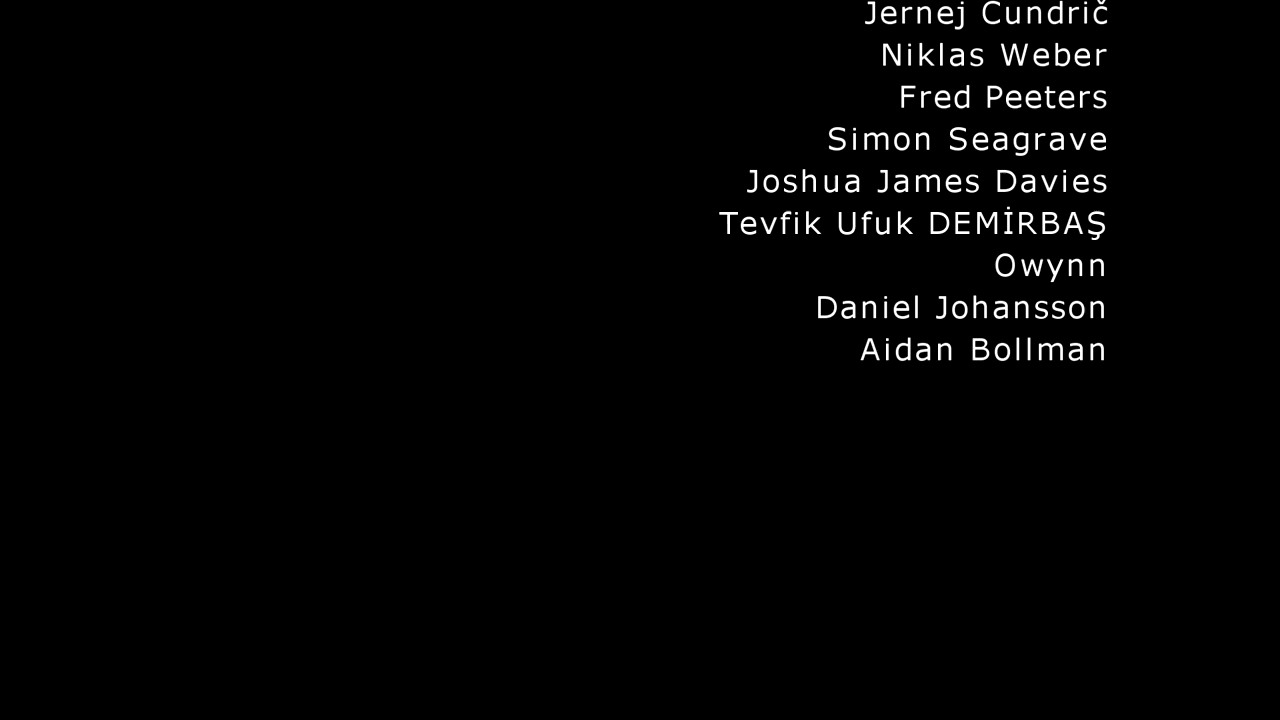 Jernej Cundrič
Niklas Weber
Fred Peeters
Simon Seagrave
Joshua James Davies
Tevfik Ufuk DEMİRBAŞ
Owynn
Daniel Johansson
Aidan Bollman